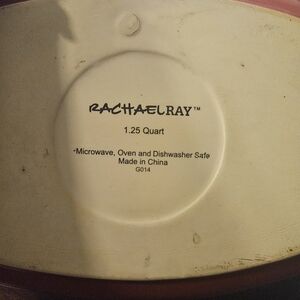 RACHAELRAY™
1.25 Quart
•Microwave, Oven and Dishwasher Safe
Made in China
G014